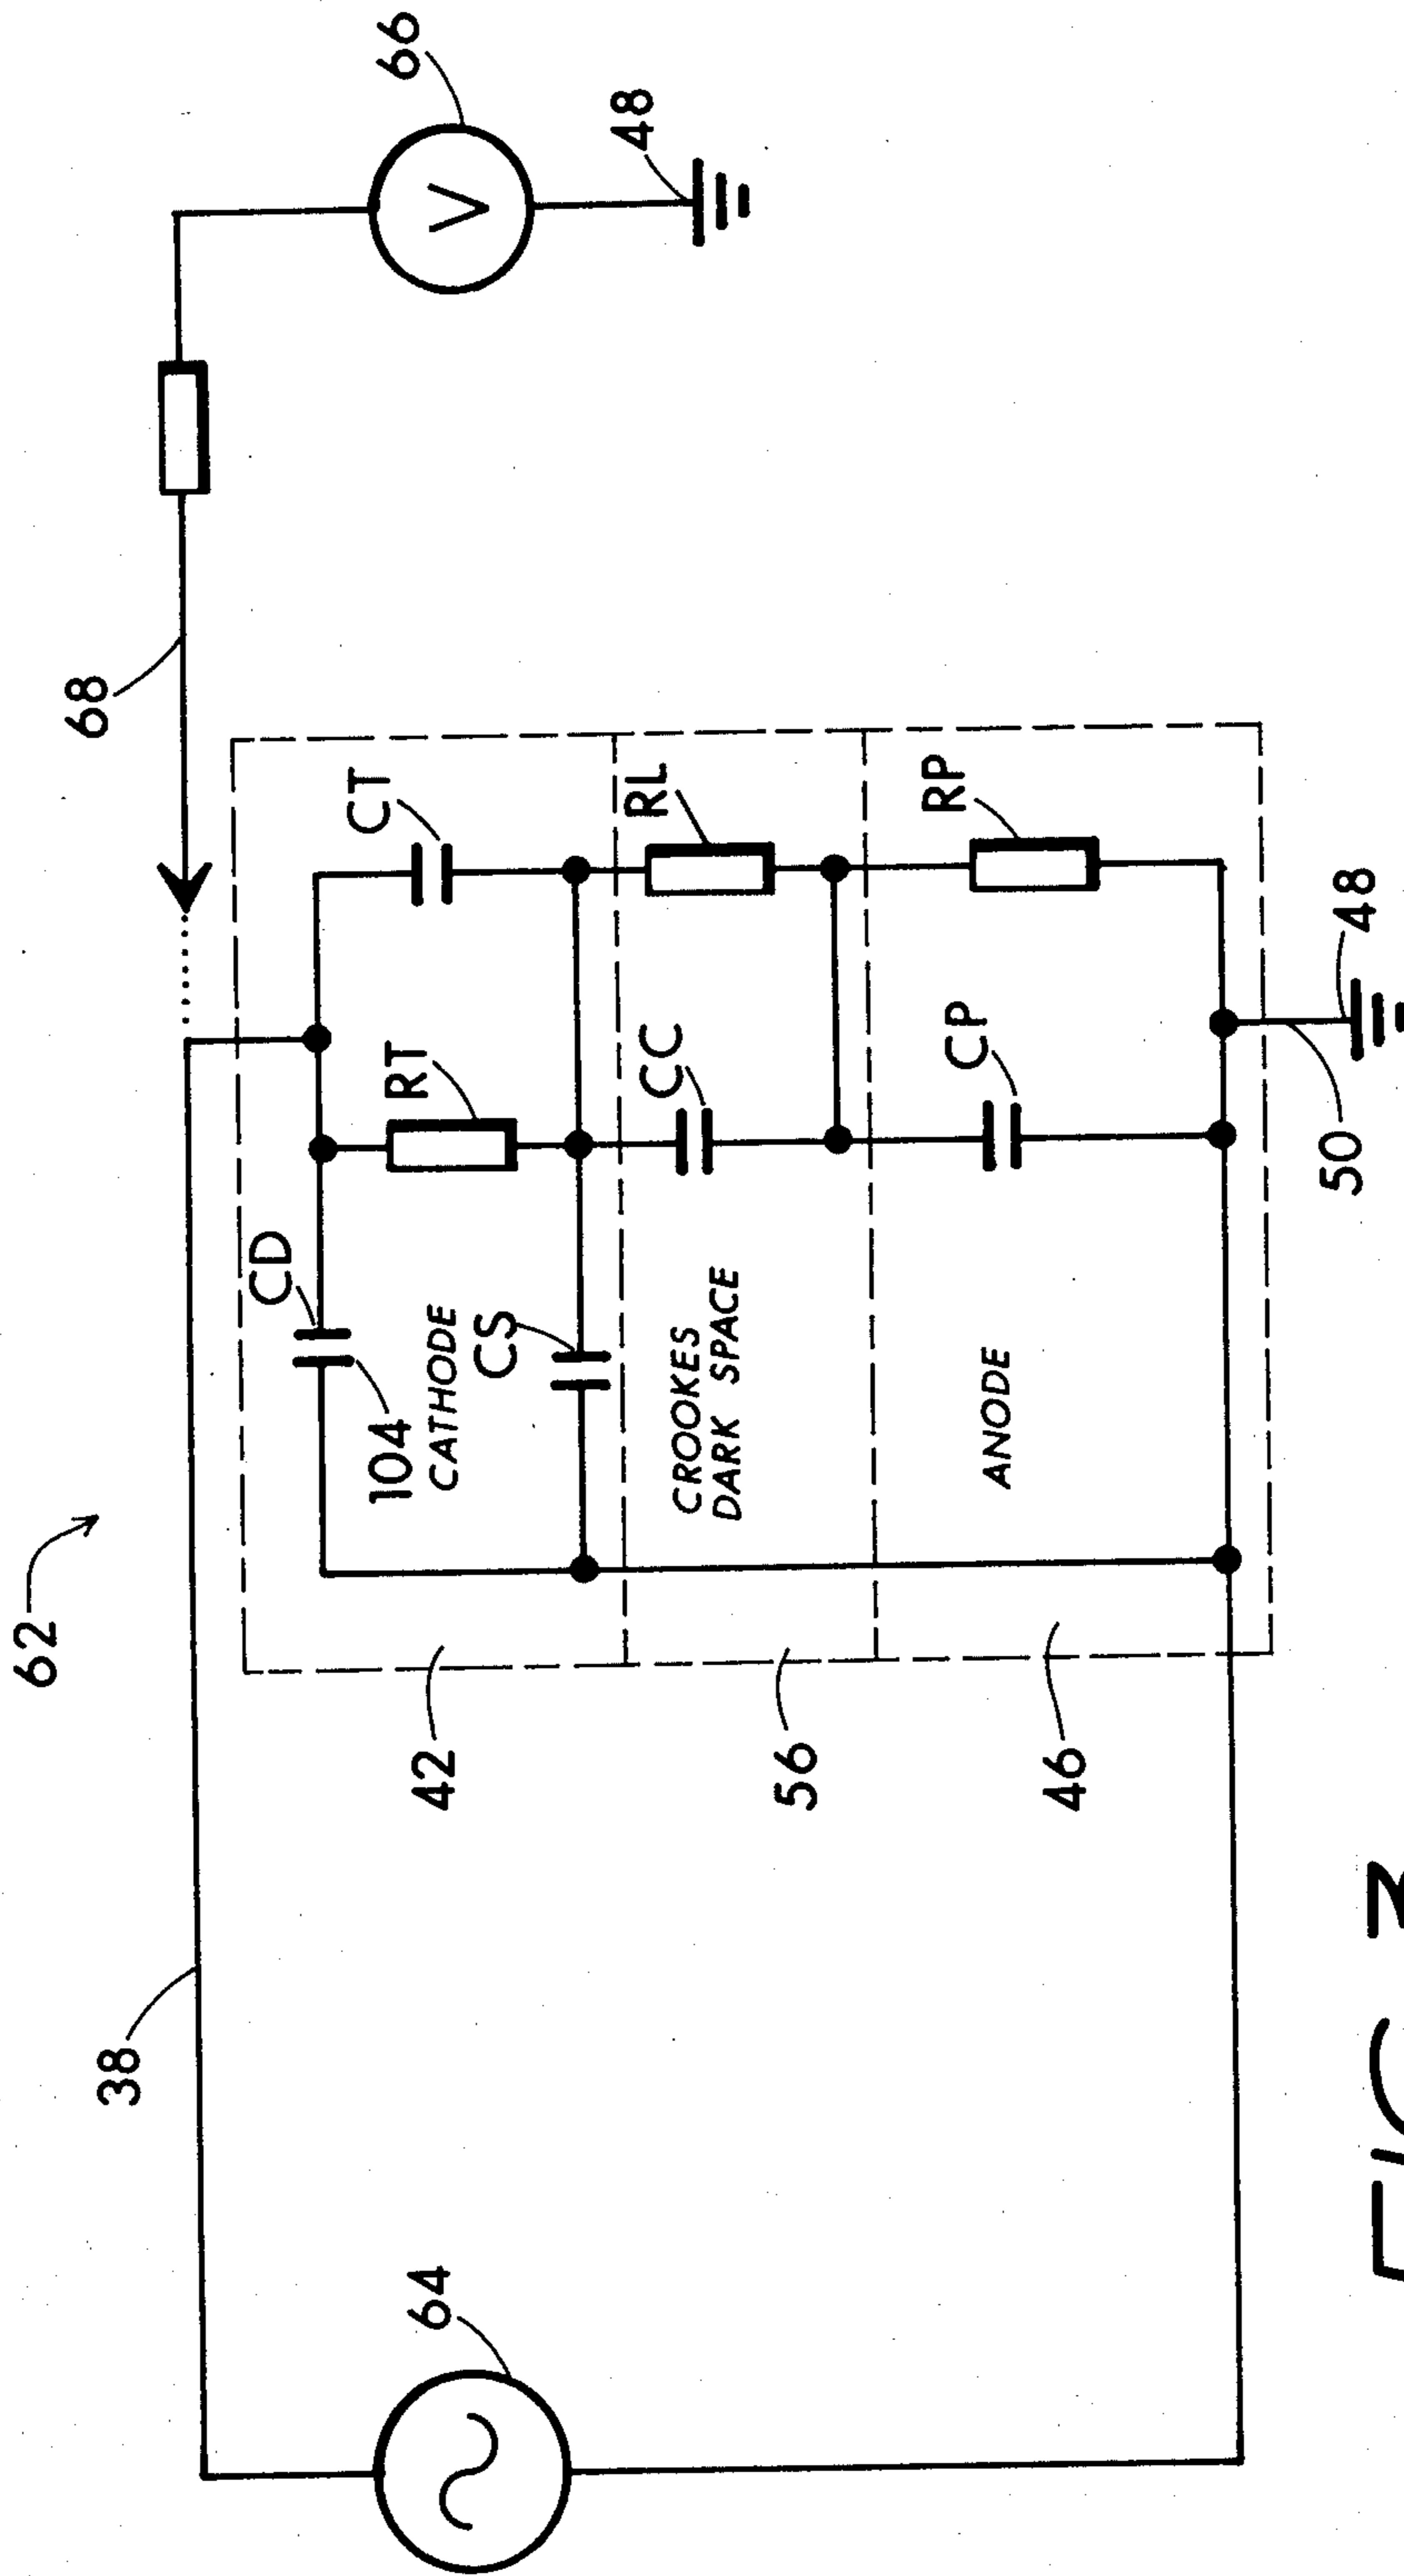 62
38
68
66
48
64
42
56
46
CD
104
CATHODE
RT
CT
CS
CROOKES
DARK SPACE
CC
RL
ANODE
CP
RP
50
48